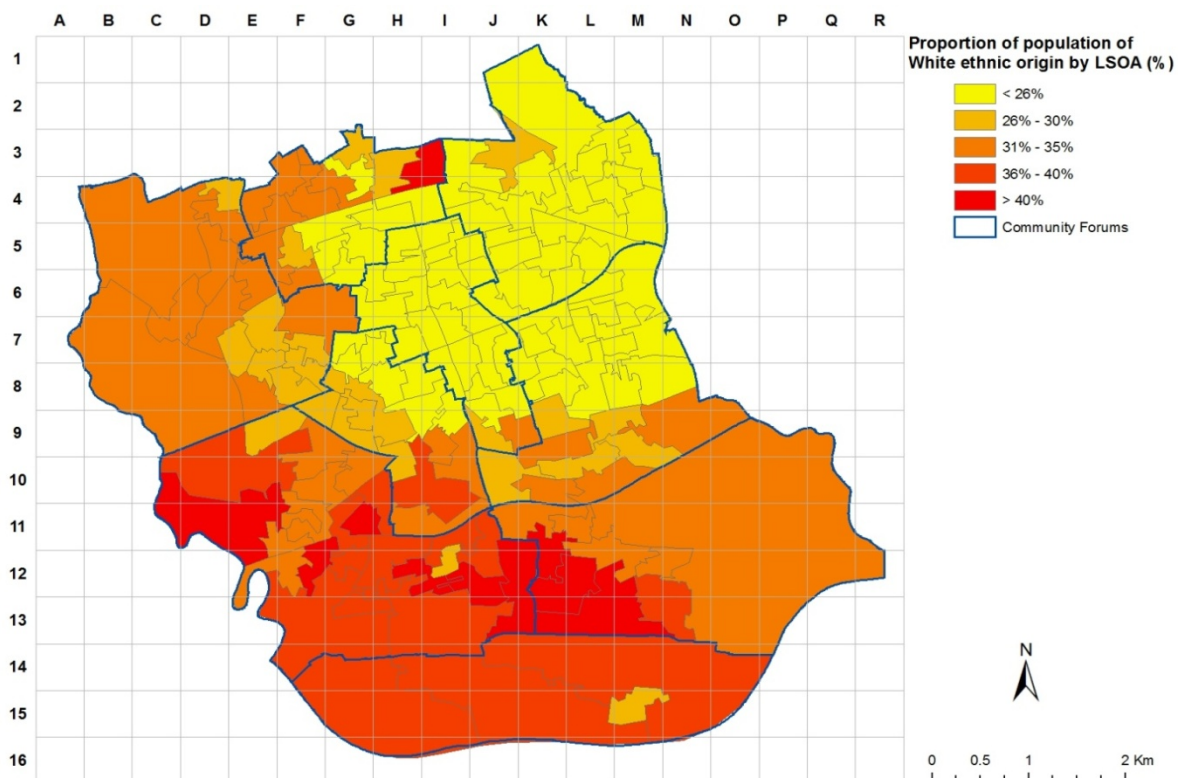 A B C D E F G H I J K L M N O P Q R
1
2
3
4
5
6
7
8
9
10
11
12
13
14
15
16
Proportion of population of
White ethnic origin by LSOA (%)
< 26%
26% - 30%
31% - 35%
36% - 40%
> 40%
Community Forums
N
0 0.5 1 2 Km